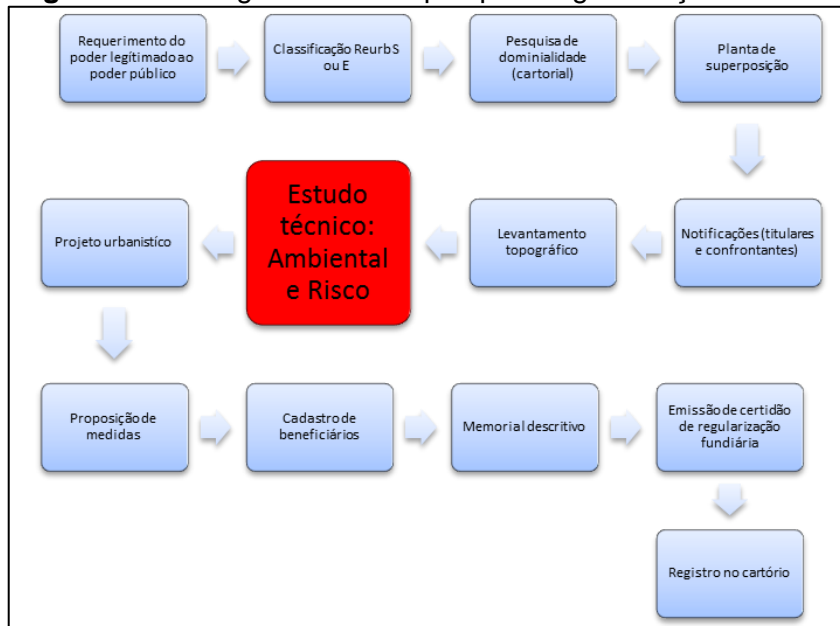 Requerimento do
poder legítimado ao
poder público
Classificação Reurb S
ou E
Pesquisa de
dominialidade
(cartorial)
Planta de
superposição
Projeto urbanistíco
Estudo
técnico:
Ambiental
e Risco
Levantamento
topográfico
Notificações (titulares
e confrontantes)
Proposição de
medidas
Cadastro de
beneficiários
Memorial descritivo
Emissão de certidão
de regularização
fundiária
Registro no cartório